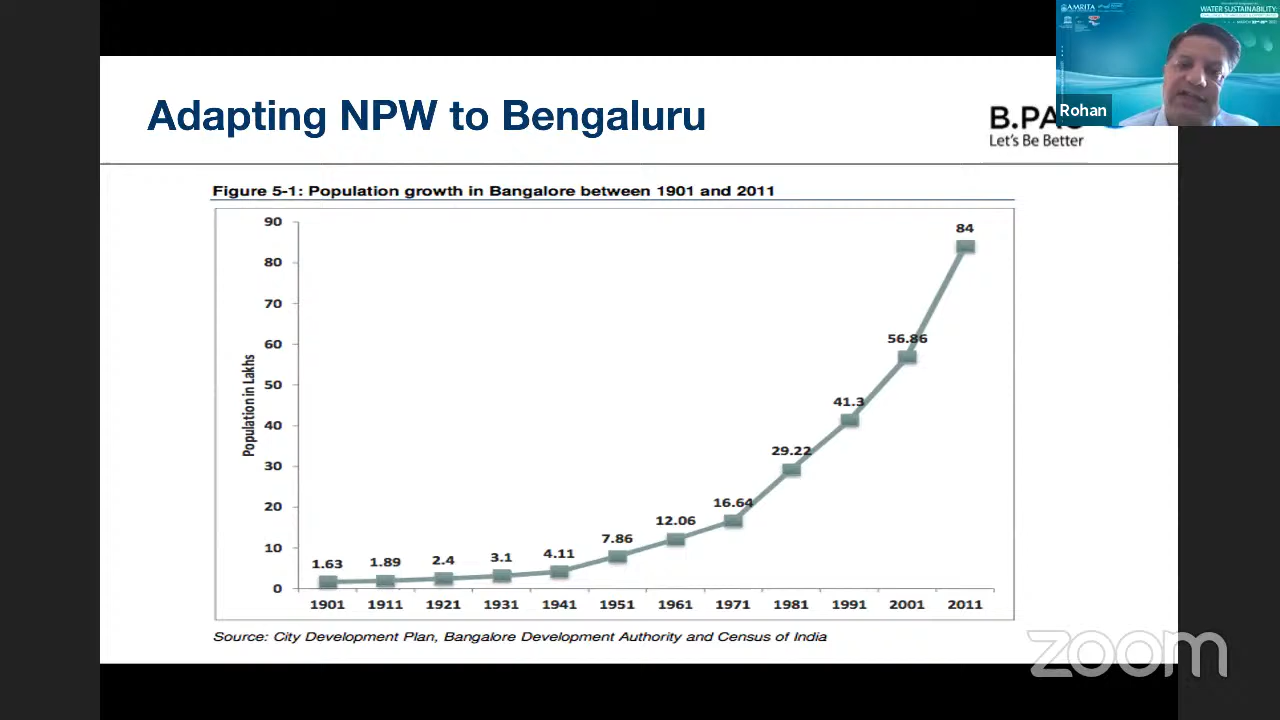 AMRITA
WATER SUSTAINABILITY:
Rohan
Adapting NPW to Bengaluru
B.PAC
Let's Be Better
Figure 5-1: Population growth in Bangalore between 1901 and 2011
Population in Lakhs
90
80
70
60
50
40
30
20
10
0
1.63
1.89
2.4
3.1
4.11
7.86
12.06
16.64
29.22
41.3
56.86
84
1901 1911 1921 1931 1941 1951 1961 1971 1981 1991 2001 2011
Source: City Development Plan, Bangalore Development Authority and Census of India
zoom